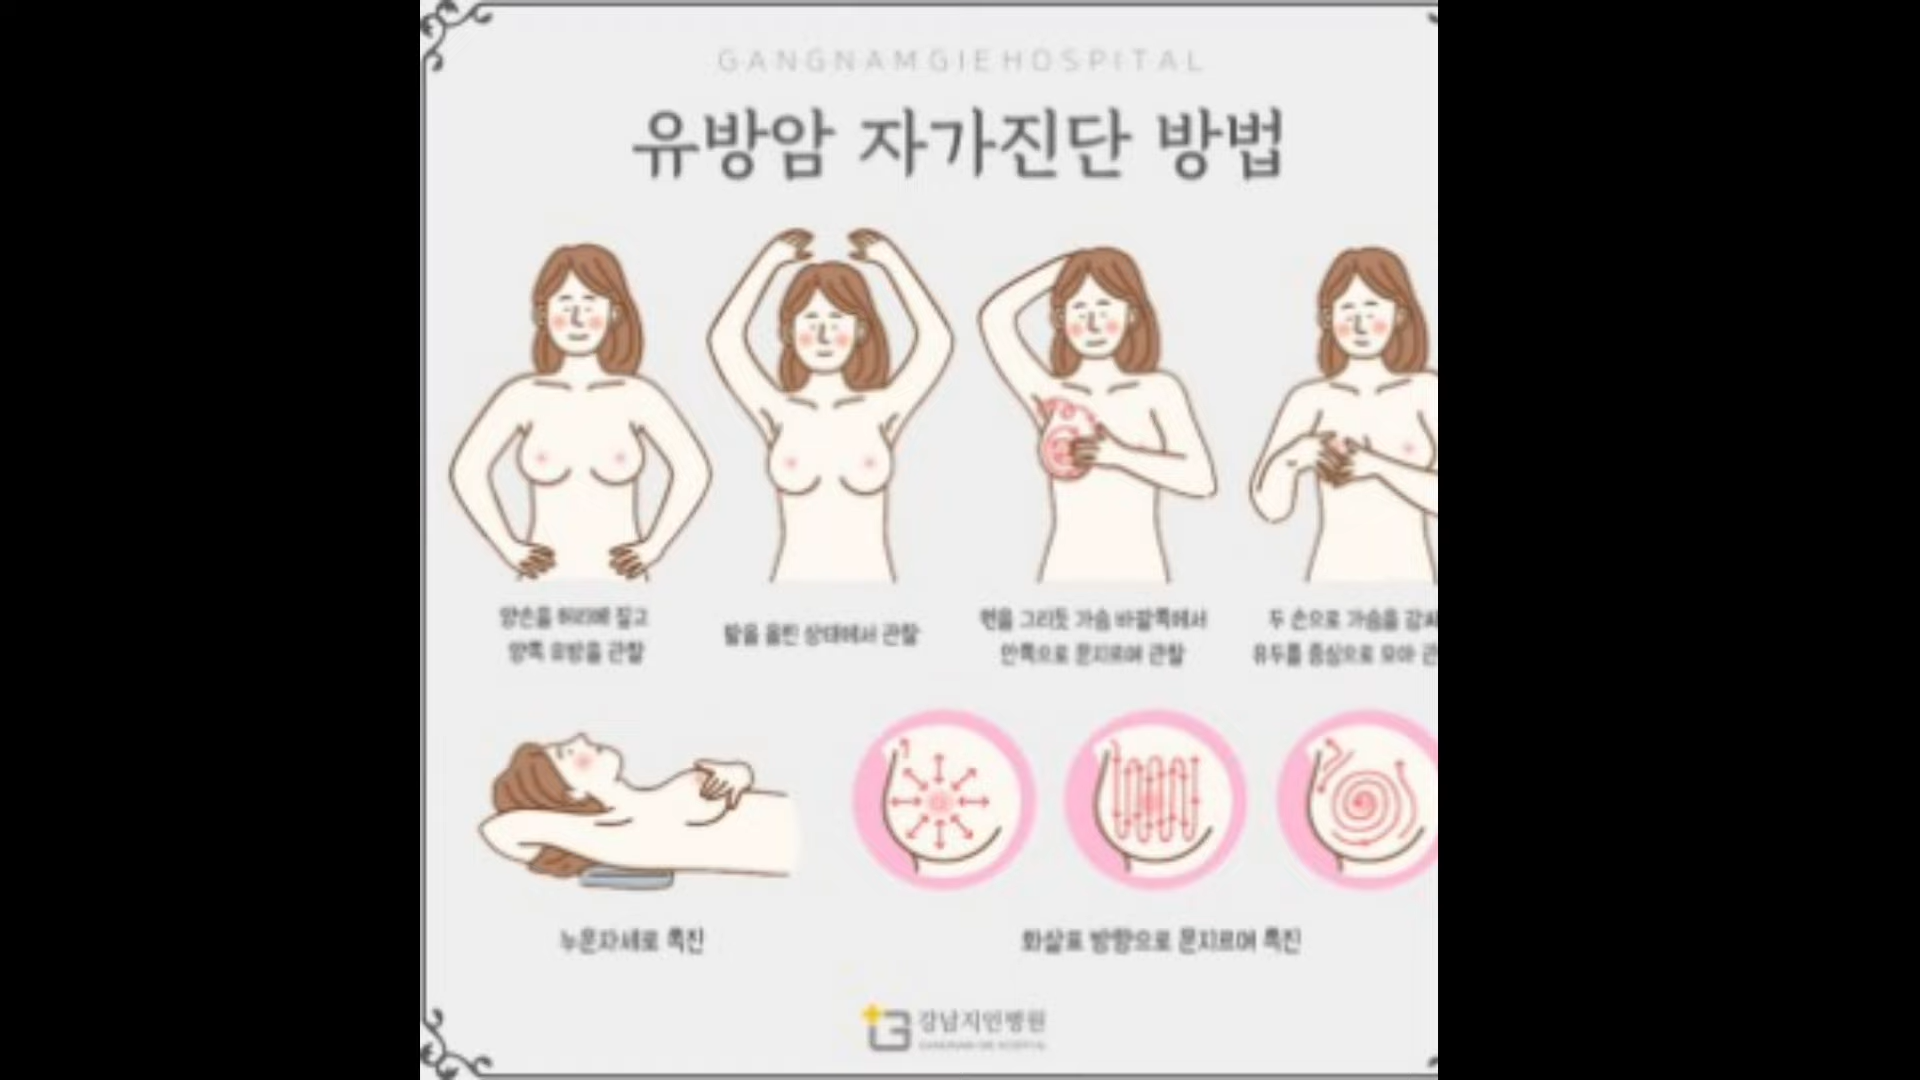 GANGNAMGIEHOSPITAL
유방암 자가진단 방법
양손을 허리에 짚고
양쪽 유방을 관찰
팔을 올린 상태에서 관찰
원을 그리듯 가슴 바깥쪽에서
안쪽으로 문지르며 관찰
두 손으로 가슴을 감싸
유두를 중심으로 모아 관
누운자세로 촉진
화살표 방향으로 문지르며 촉진
강남지인병원
GANGNAM GIE HOSPITAL